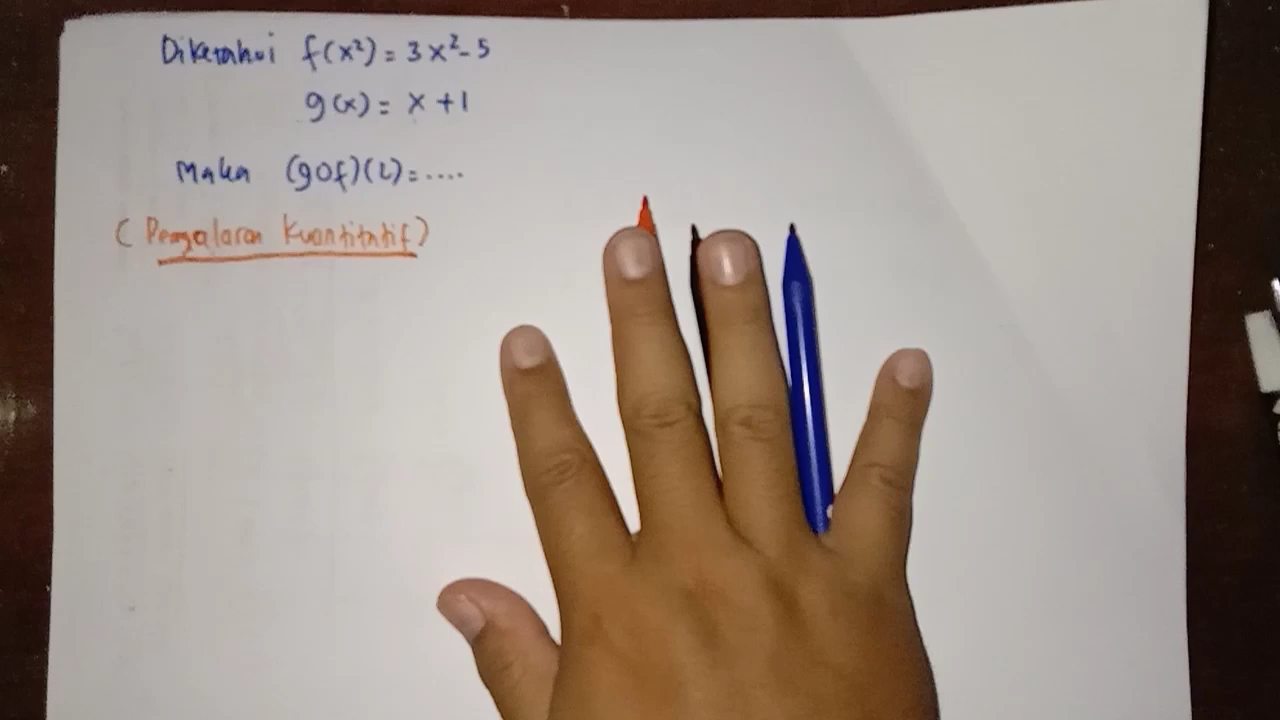 Diketahui f(x²) = 3x² - 5
g(x) = x + 1
Maka (gof)(2) = ....
(Penalaran Kuantitatif)